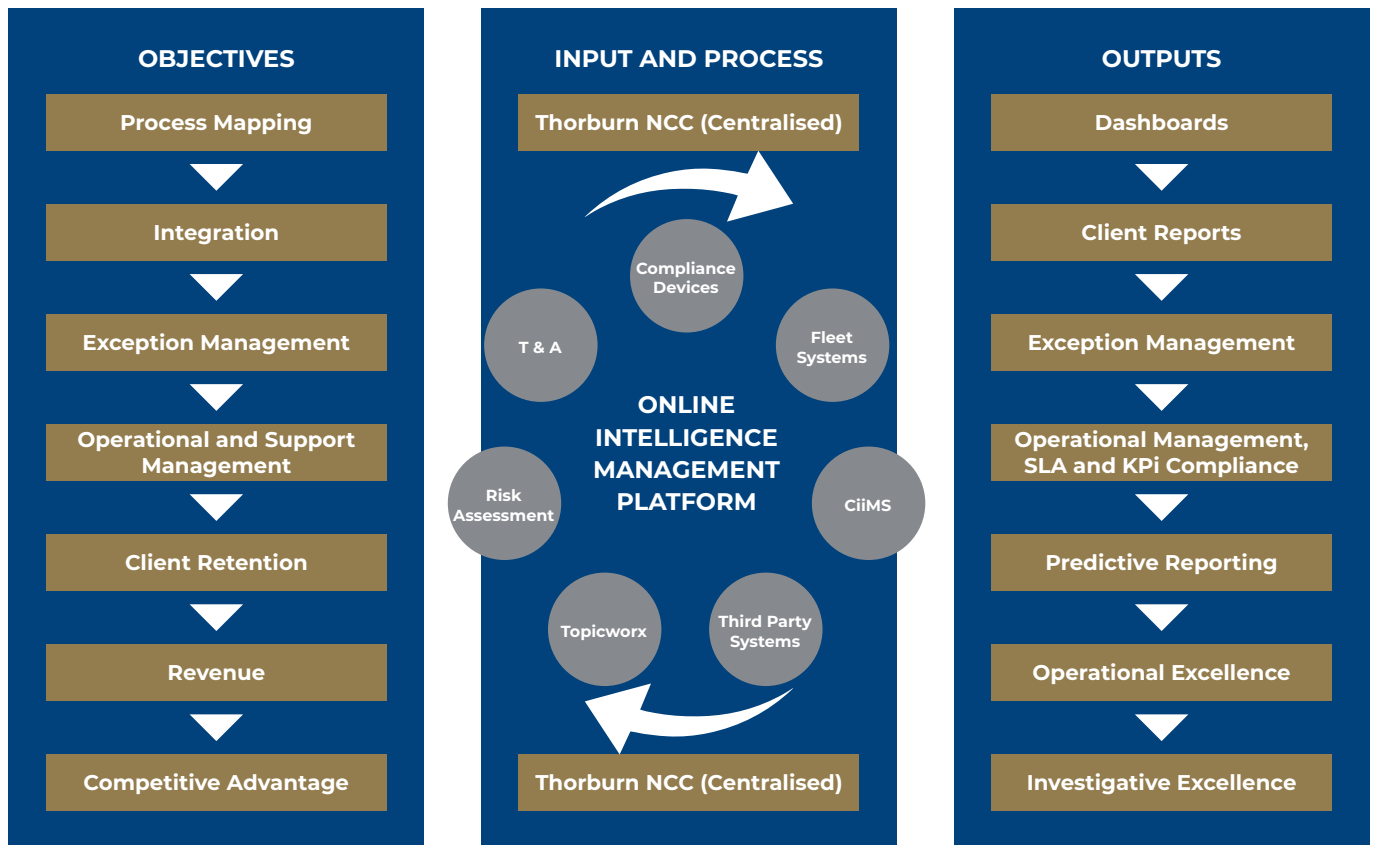 OBJECTIVES
Process Mapping
Integration
Exception Management
Operational and Support
Management
Client Retention
Revenue
Competitive Advantage
INPUT AND PROCESS
Thorburn NCC (Centralised)
Compliance
Devices
T & A
Fleet
Systems
ONLINE
INTELLIGENCE
MANAGEMENT
PLATFORM
Risk
Assessment
CiiMS
Topicworx
Third Party
Systems
Thorburn NCC (Centralised)
OUTPUTS
Dashboards
Client Reports
Exception Management
Operational Management,
SLA and KPi Compliance
Predictive Reporting
Operational Excellence
Investigative Excellence